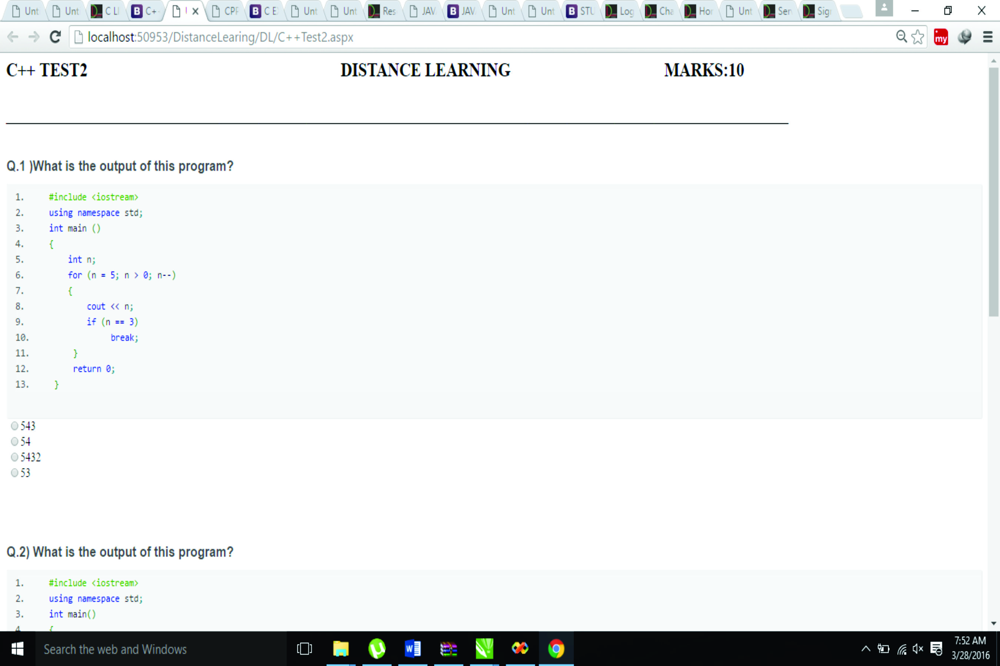 Unt Unt C LI C+- CPP C E Unt Unt Res JAV JAV Unt Unt STU Log Cha Hor Unt Ser Sign
localhost:50953/DistanceLearing/DL/C++Test2.aspx
my
C++ TEST2 DISTANCE LEARNING MARKS:10
Q.1 )What is the output of this program?
1. #include <iostream>
2. using namespace std;
3. int main ()
4. {
5. int n;
6. for (n = 5; n > 0; n--)
7. {
8. cout << n;
9. if (n == 3)
10. break;
11. }
12. return 0;
13. }
543
54
5432
53
Q.2) What is the output of this program?
1. #include <iostream>
2. using namespace std;
3. int main()
4. {
Search the web and Windows
7:52 AM
3/28/2016